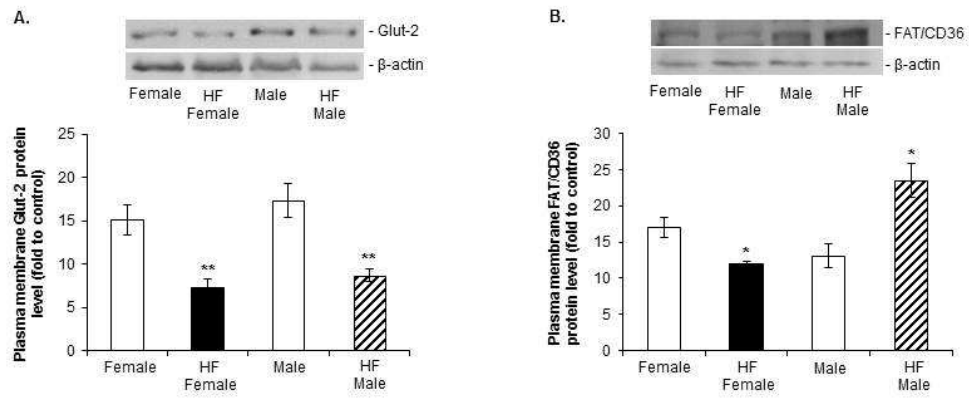 A.
- Glut-2
- β-actin
Female HF Female Male HF Male
Plasma membrane Glut-2 protein
level (fold to control)
25
20
15
10
5
0
**
**
Female HF Female Male HF Male
B.
- FAT/CD36
- β-actin
Female HF Female Male HF Male
Plasma membrane FAT/CD36
protein level (fold to control)
30
25
20
15
10
5
0
*
*
Female HF Female Male HF Male